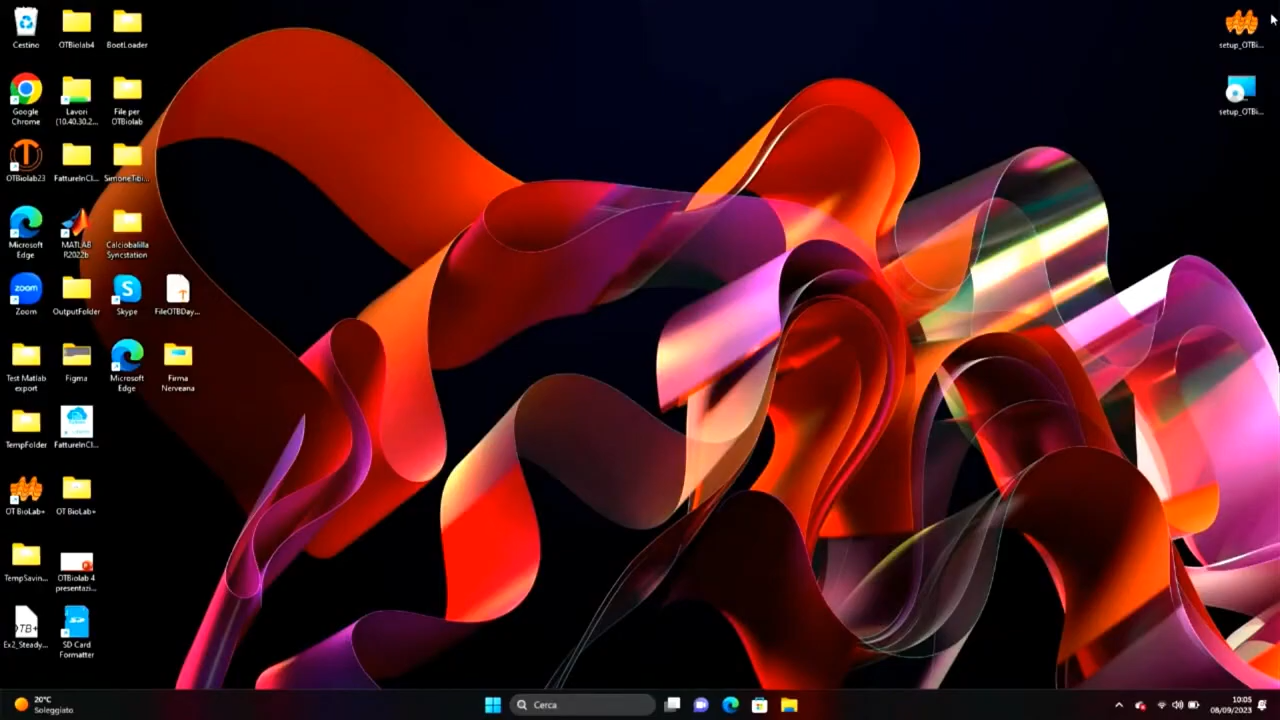 Cestino
OTBiolab4
BootLoader
setup_OTBi...
Google
Chrome
Lavori
(10.40.30.2...
File per
OTBiolab
setup_OTBi...
OTBiolab23
FattureInCl...
SimoneTibi...
Microsoft
Edge
MATLAB
R2022b
Calciobalilla
Syncstation
zoom
Zoom
OutputFolder
Skype
FileOTBDay...
Test Matlab
export
Figma
Microsoft
Edge
Firma
Nerveana
TempFolder
FattureInCl...
OT BioLab+
OT BioLab+
TempSavin...
OTBiolab 4
presentazi...
OTB+
Ex2_Steady...
SD Card
Formatter
20°C
Soleggiato
Cerca
10:05
08/09/2023